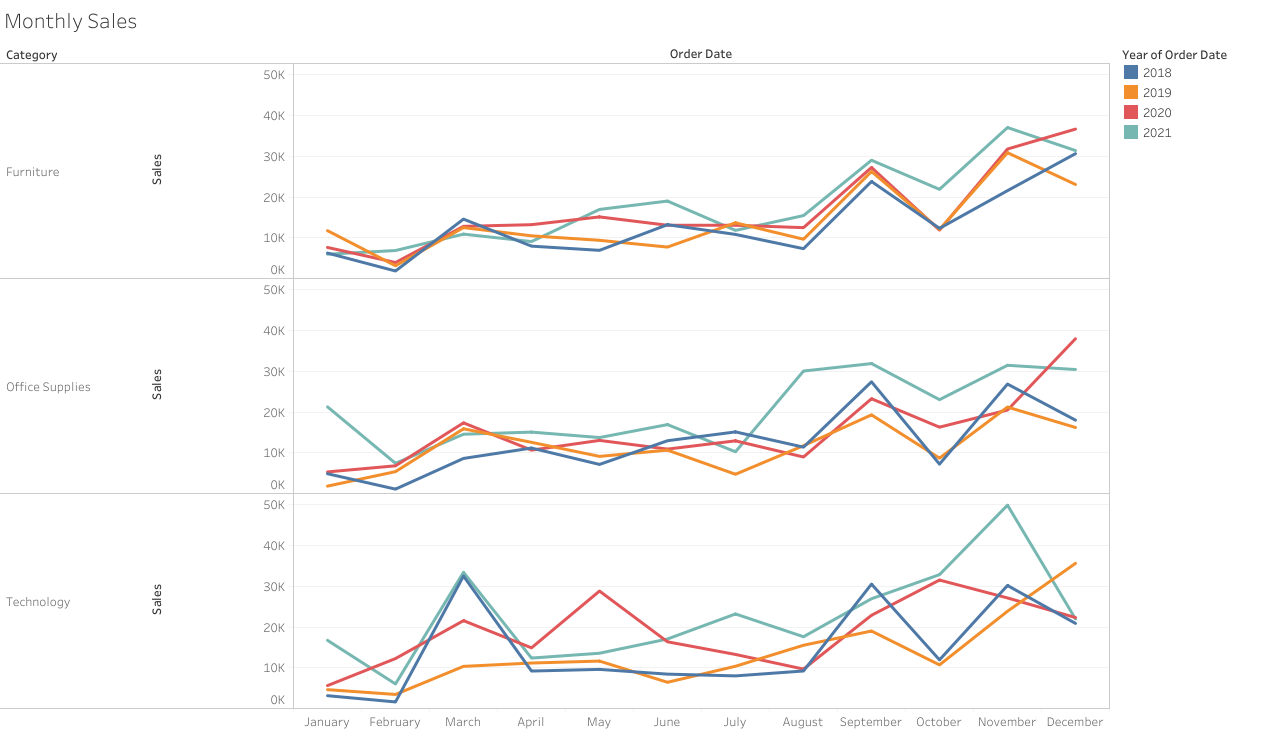 Monthly Sales
Category
Order Date
Year of Order Date
2018
2019
2020
2021
Furniture
Sales
50K
40K
30K
20K
10K
0K
Office Supplies
Sales
50K
40K
30K
20K
10K
0K
Technology
Sales
50K
40K
30K
20K
10K
0K
January February March April May June July August September October November December